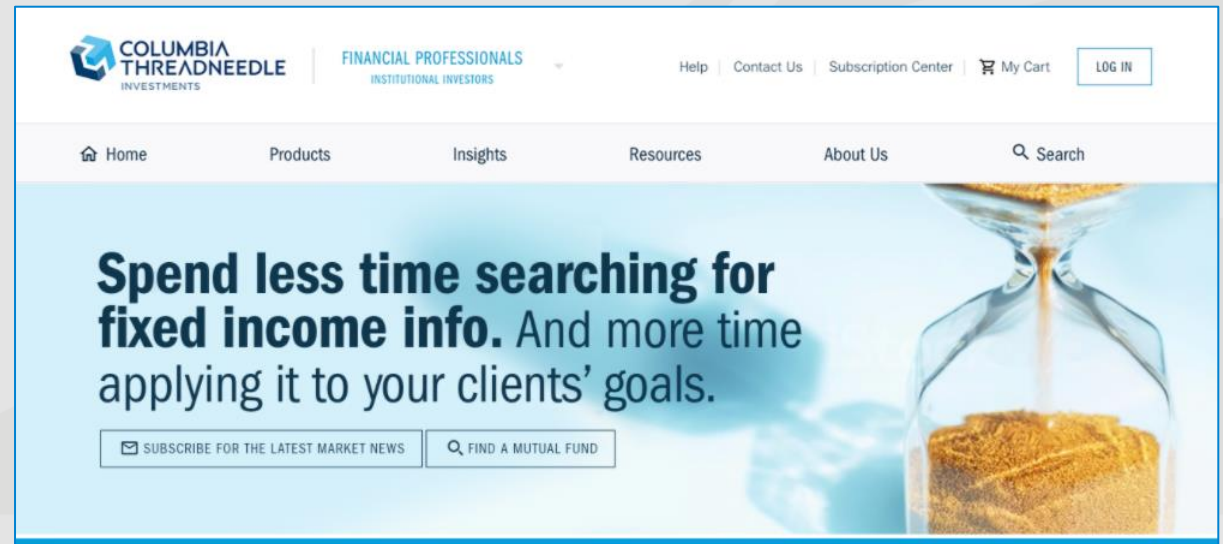 COLUMBIA
THREADNEEDLE
INVESTMENTS
FINANCIAL PROFESSIONALS
INSTITUTIONAL INVESTORS
Help Contact Us Subscription Center My Cart LOG IN
Home Products Insights Resources About Us Search
Spend less time searching for
fixed income info. And more time
applying it to your clients’ goals.
SUBSCRIBE FOR THE LATEST MARKET NEWS FIND A MUTUAL FUND